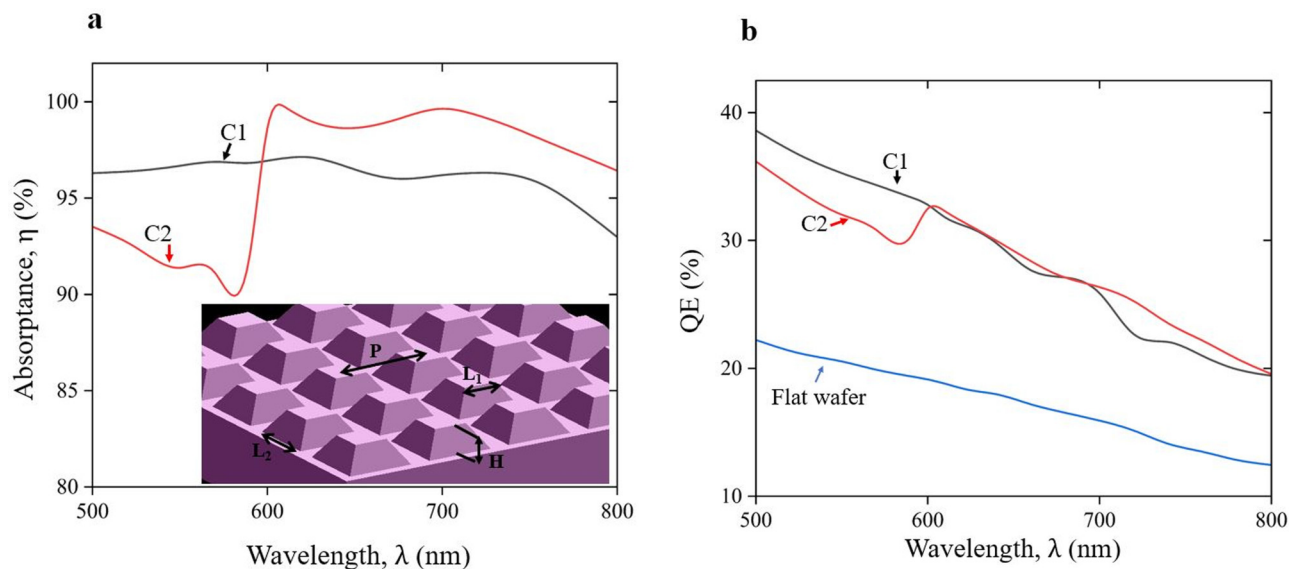 a
100
95
90
85
80
500
600
700
800
Absorptance, η (%)
Wavelength, λ (nm)
C1
C2
P
L1
L2
H
b
40
30
20
10
500
600
700
800
QE (%)
Wavelength, λ (nm)
C1
C2
Flat wafer